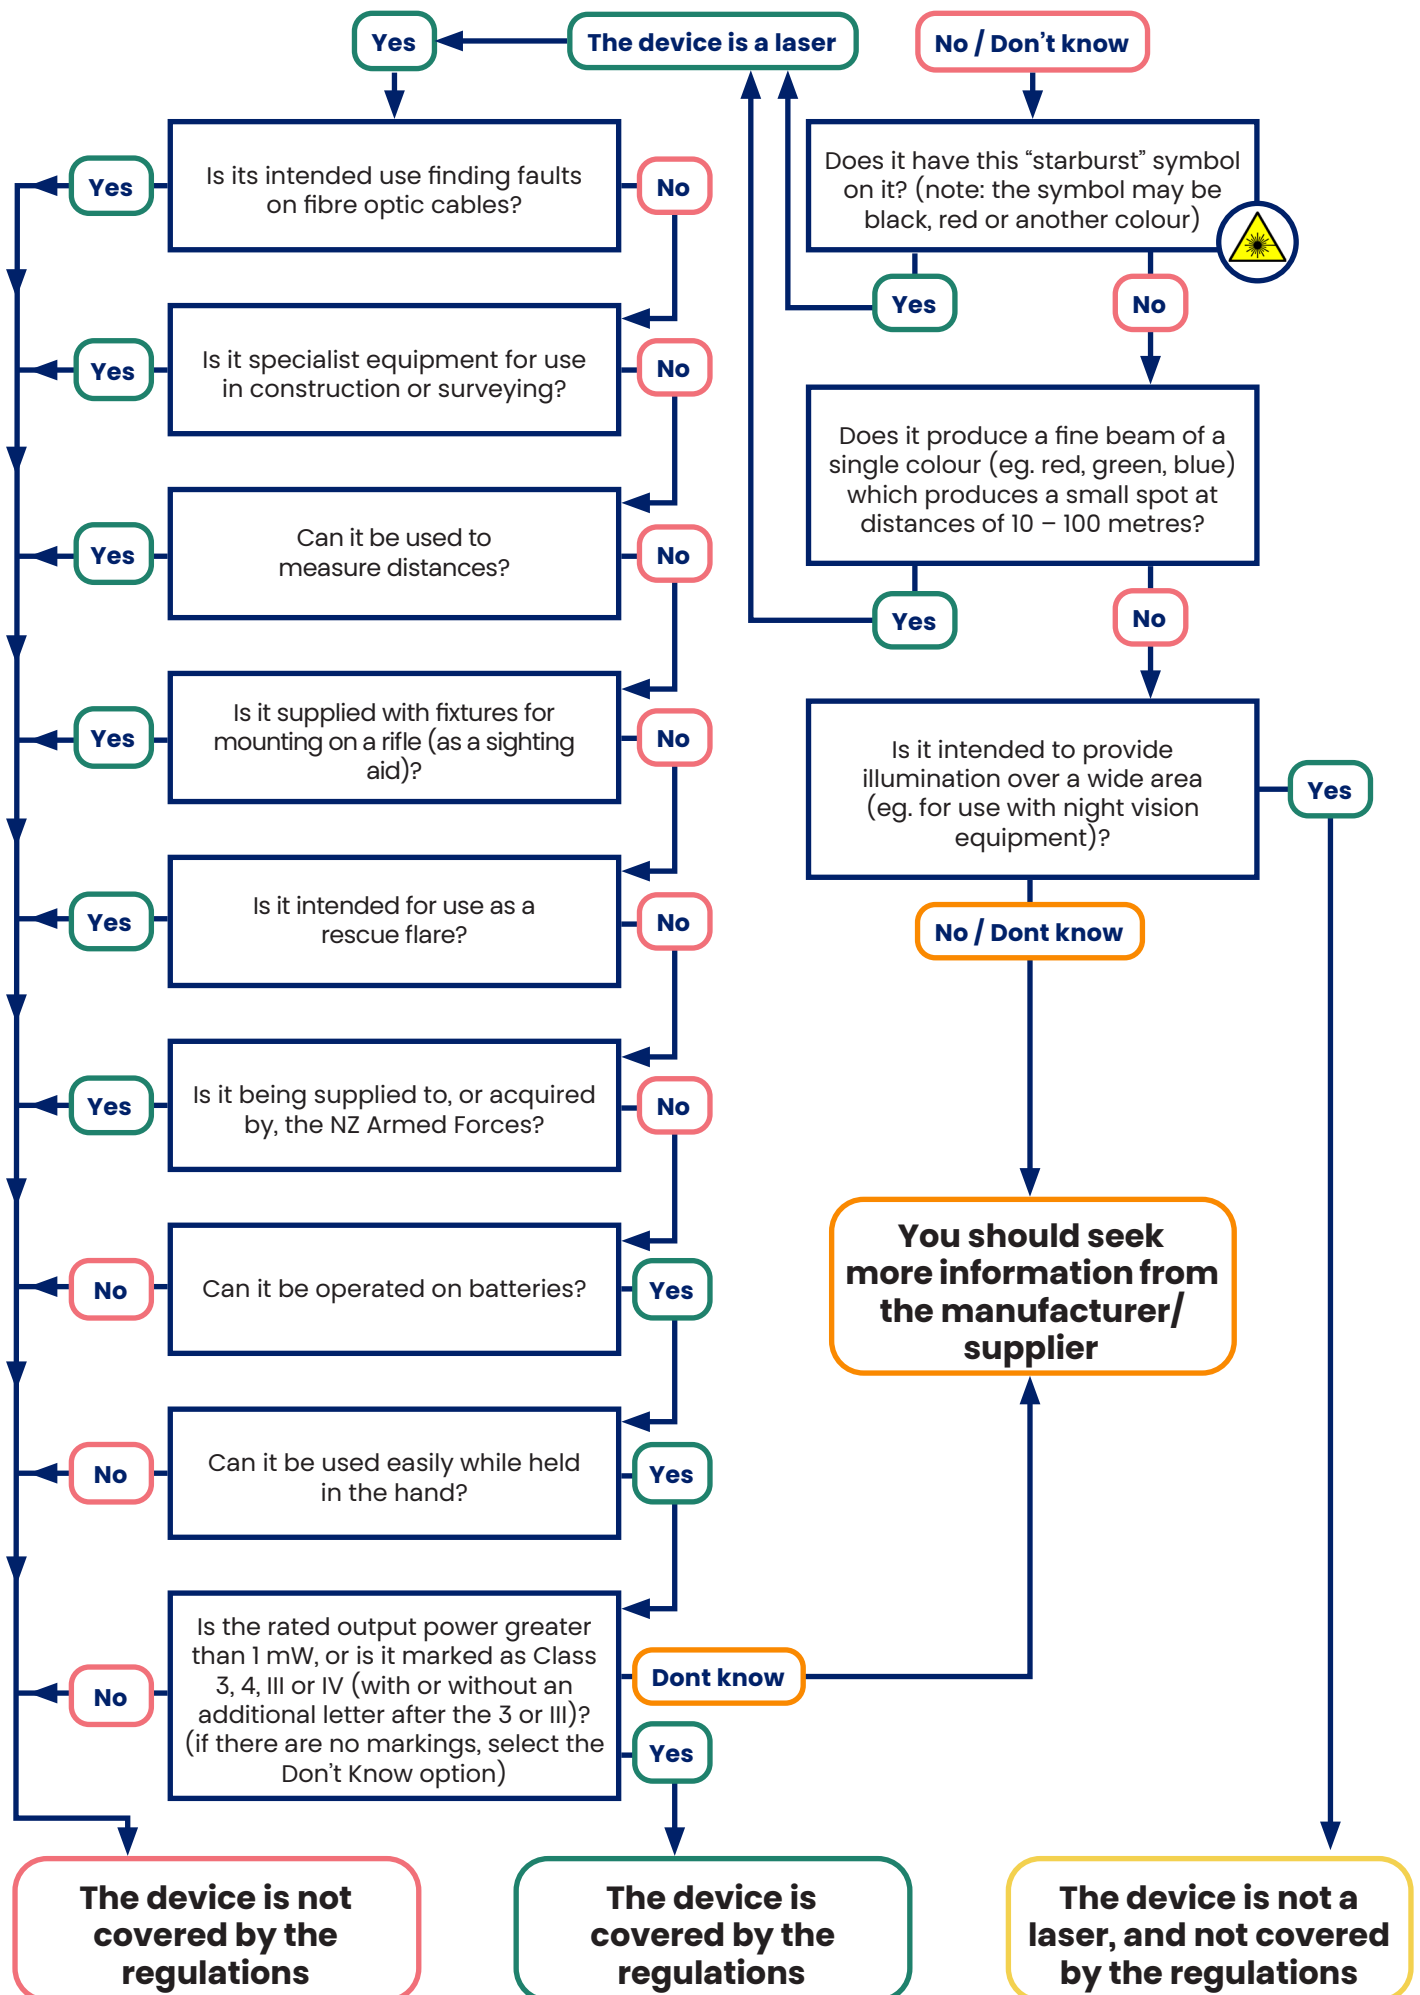 Yes
The device is a laser
No / Don't know
Is its intended use finding faults
on fibre optic cables?
Yes
No
Does it have this “starburst” symbol
on it? (note: the symbol may be
black, red or another colour)
Yes
No
Is it specialist equipment for use
in construction or surveying?
Yes
No
Does it produce a fine beam of a
single colour (eg. red, green, blue)
which produces a small spot at
distances of 10 – 100 metres?
Yes
No
Can it be used to
measure distances?
Yes
No
Is it supplied with fixtures for
mounting on a rifle (as a sighting
aid)?
Yes
No
Is it intended to provide
illumination over a wide area
(eg. for use with night vision
equipment)?
Yes
No / Dont know
Is it intended for use as a
rescue flare?
Yes
No
Is it being supplied to, or acquired
by, the NZ Armed Forces?
Yes
No
You should seek
more information from
the manufacturer/
supplier
Can it be operated on batteries?
No
Yes
Can it be used easily while held
in the hand?
No
Yes
Is the rated output power greater
than 1 mW, or is it marked as Class
3, 4, III or IV (with or without an
additional letter after the 3 or III)?
(if there are no markings, select the
Don't Know option)
No
Dont know
Yes
The device is not
covered by the
regulations
The device is
covered by the
regulations
The device is not a
laser, and not covered
by the regulations